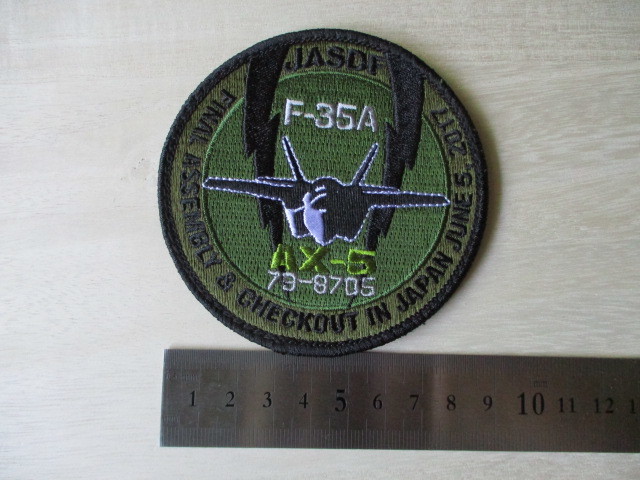 JASDF
F-35A
AX-5
79-8705
FINAL ASSEMBLY & CHECKOUT IN JAPAN JUNE 5, 2017
1 2 3 4 5 6 7 8 9 10 11 12 1